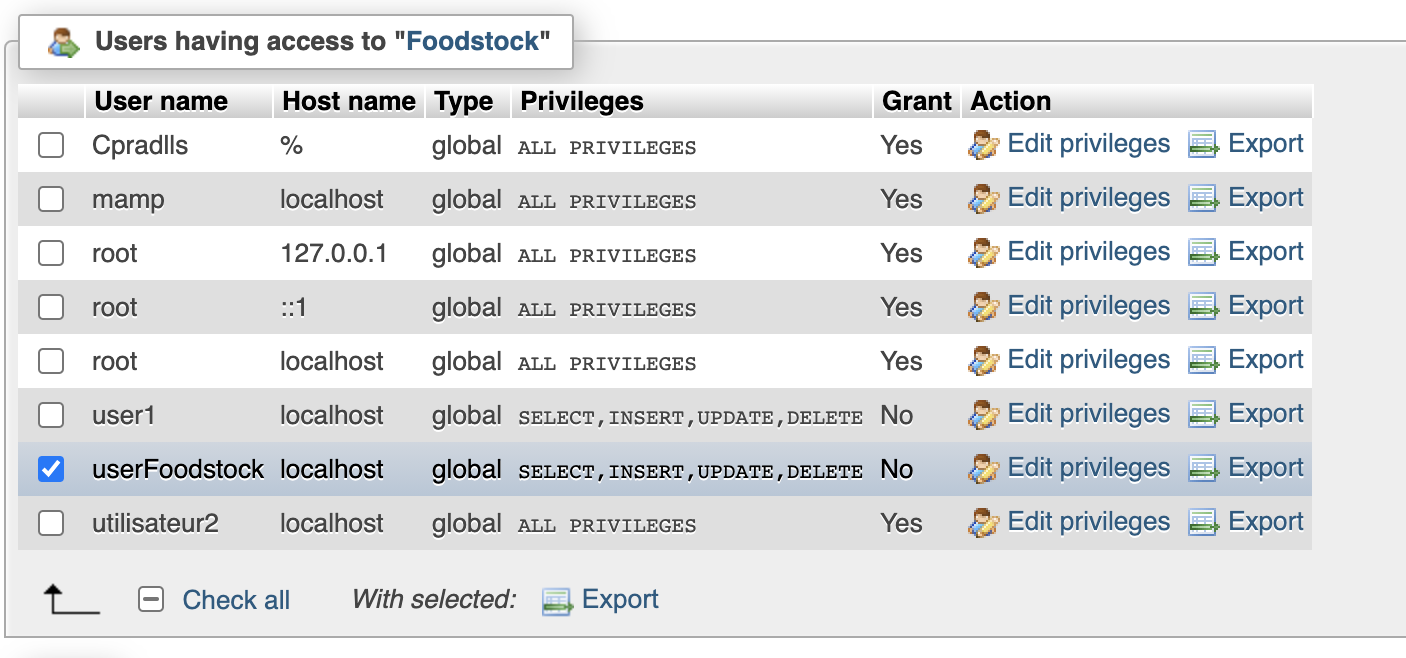 Users having access to "Foodstock"
User name Host name Type Privileges Grant Action
Cpradlls % global ALL PRIVILEGES Yes Edit privileges Export
mamp localhost global ALL PRIVILEGES Yes Edit privileges Export
root 127.0.0.1 global ALL PRIVILEGES Yes Edit privileges Export
root ::1 global ALL PRIVILEGES Yes Edit privileges Export
root localhost global ALL PRIVILEGES Yes Edit privileges Export
user1 localhost global SELECT,INSERT,UPDATE,DELETE No Edit privileges Export
userFoodstock localhost global SELECT,INSERT,UPDATE,DELETE No Edit privileges Export
utilisateur2 localhost global ALL PRIVILEGES Yes Edit privileges Export
Check all With selected: Export